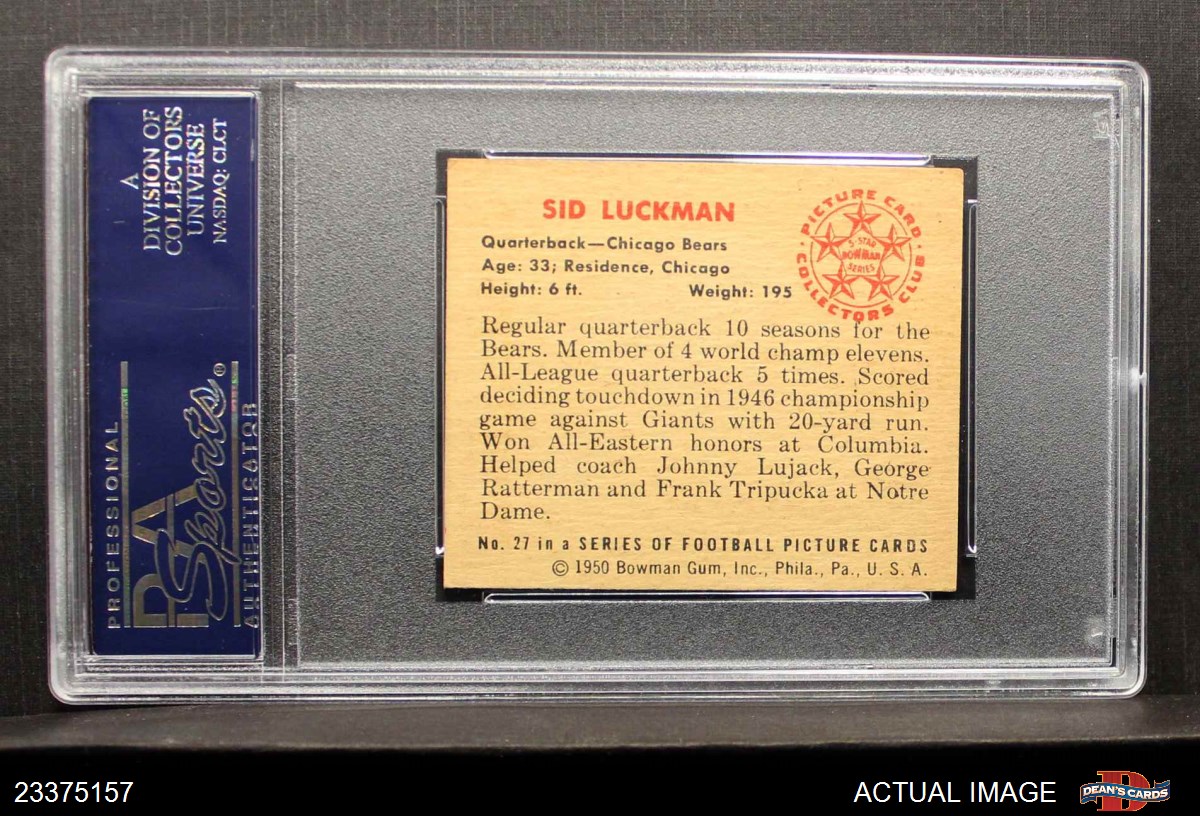 A
DIVISION OF
COLLECTORS
UNIVERSE
NASDAQ: CLCT
PROFESSIONAL
PSA
Sports®
AUTHENTICATOR
SID LUCKMAN
Quarterback—Chicago Bears
Age: 33; Residence, Chicago
Height: 6 ft. Weight: 195
PICTURE CARD
COLLECTORS CLUB
5-STAR
BOWMAN
SERIES
Regular quarterback 10 seasons for the
Bears. Member of 4 world champ elevens.
All-League quarterback 5 times. Scored
deciding touchdown in 1946 championship
game against Giants with 20-yard run.
Won All-Eastern honors at Columbia.
Helped coach Johnny Lujack, George
Ratterman and Frank Tripucka at Notre
Dame.
No. 27 in a SERIES OF FOOTBALL PICTURE CARDS
© 1950 Bowman Gum, Inc., Phila., Pa., U. S. A.
23375157
ACTUAL IMAGE
DEAN'S CARDS